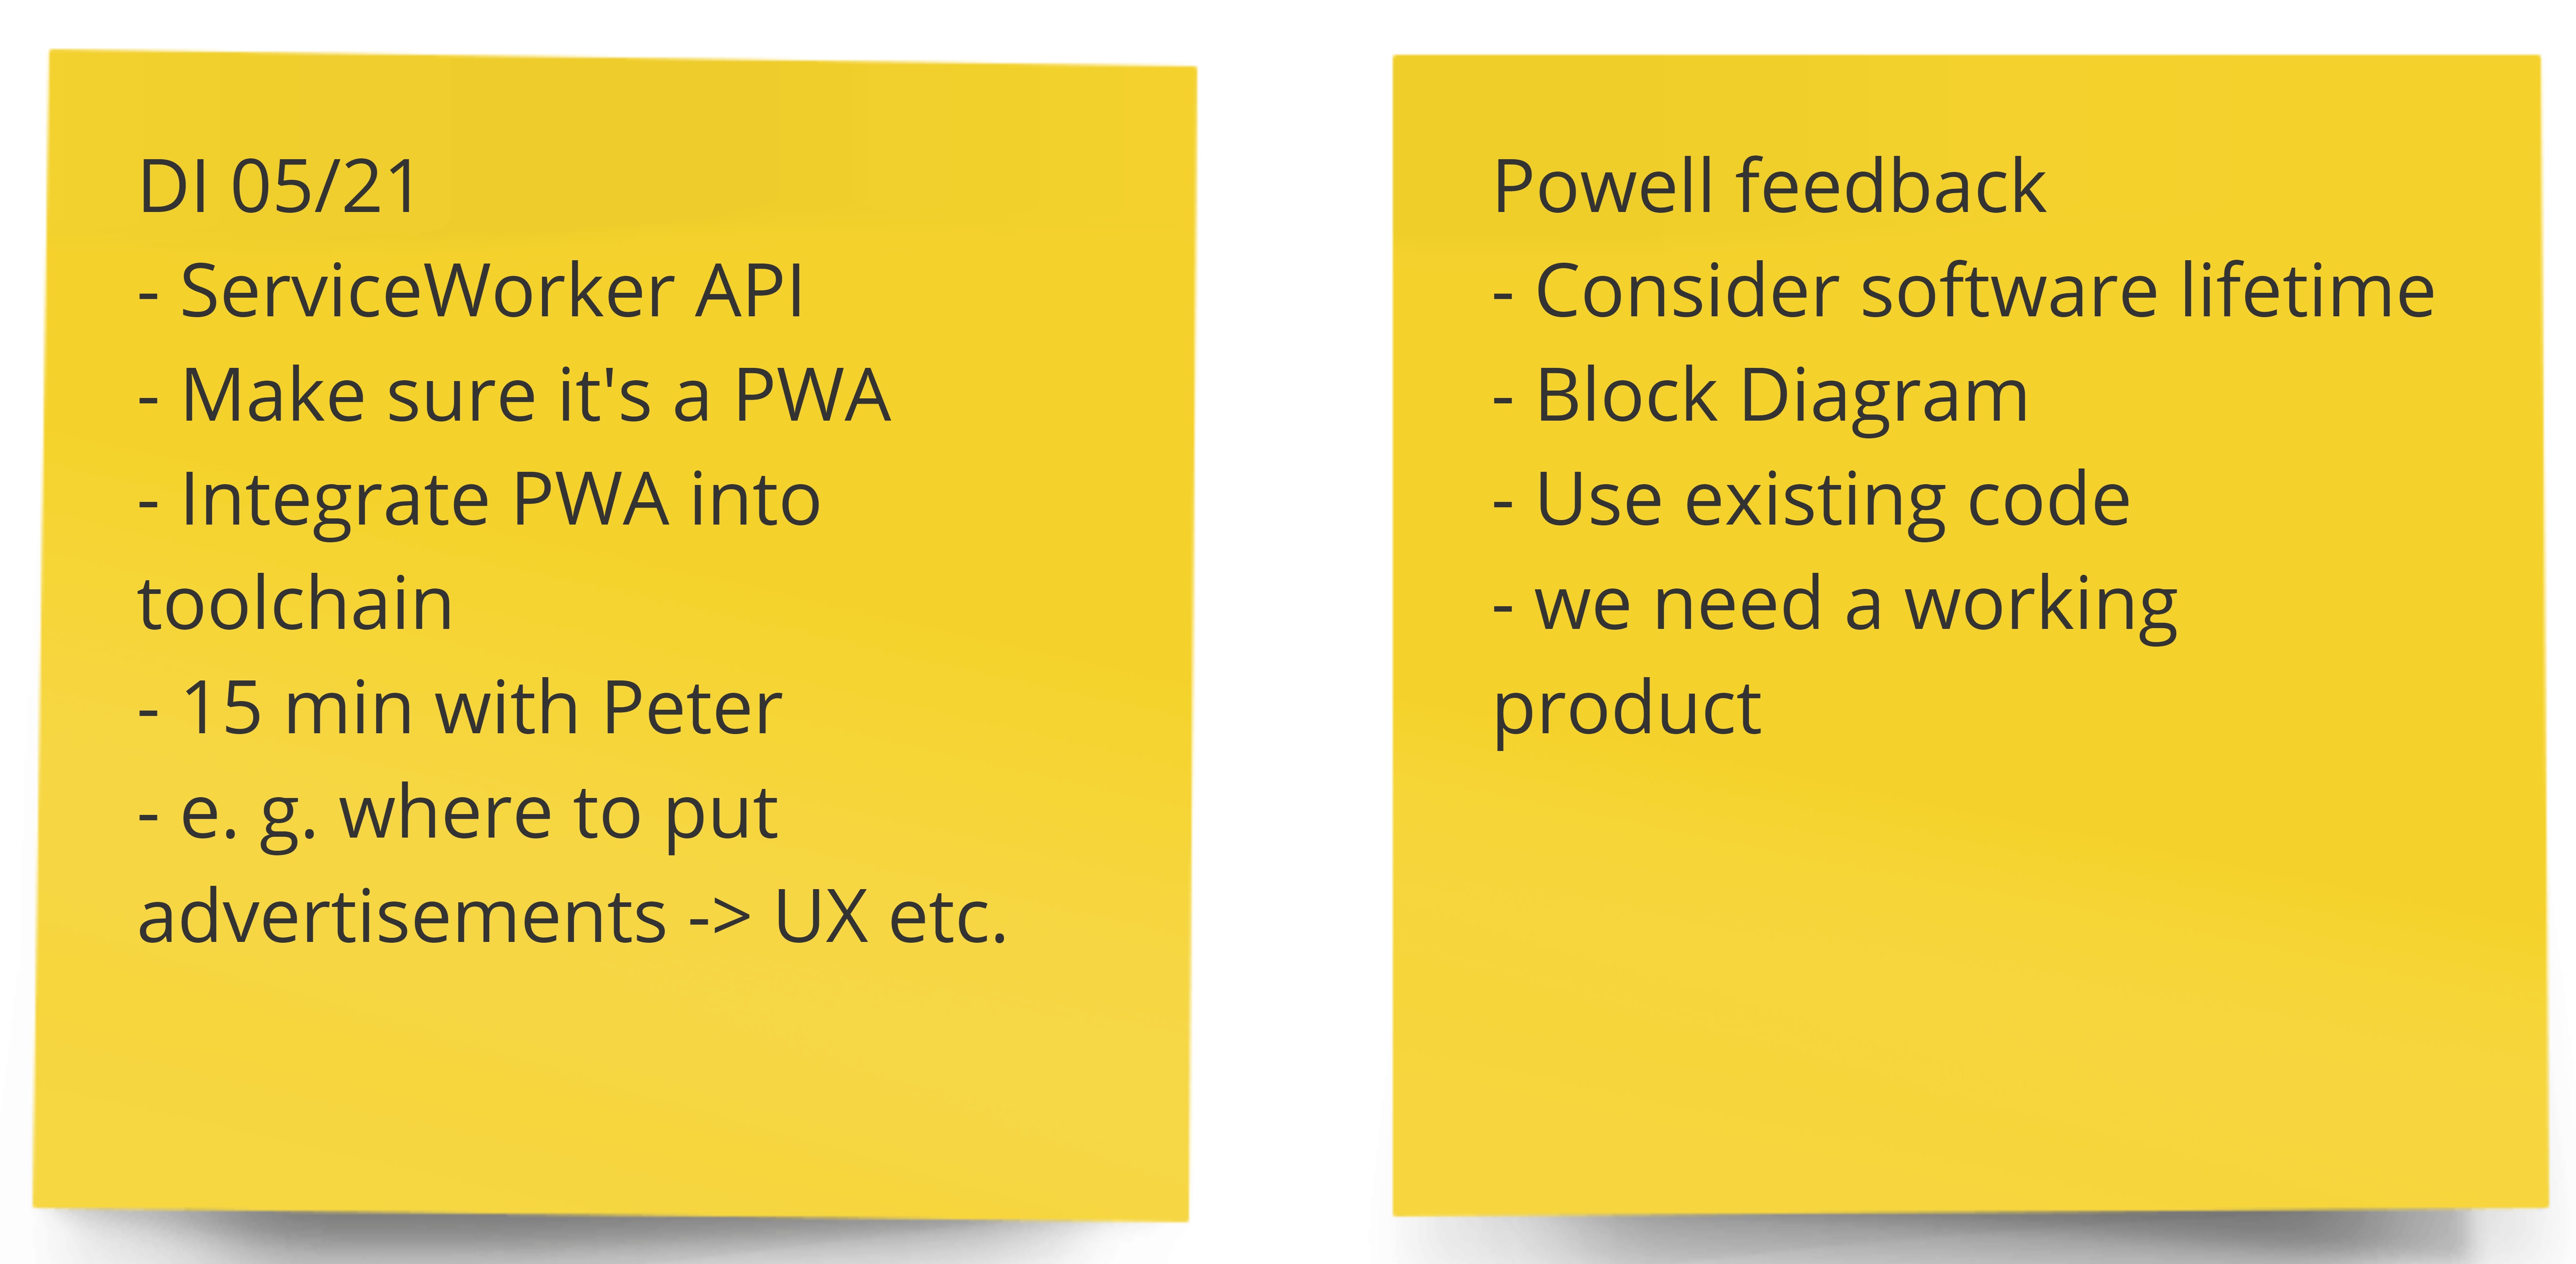 DI 05/21
- ServiceWorker API
- Make sure it's a PWA
- Integrate PWA into
toolchain
- 15 min with Peter
- e. g. where to put
advertisements -> UX etc.
Powell feedback
- Consider software lifetime
- Block Diagram
- Use existing code
- we need a working
product